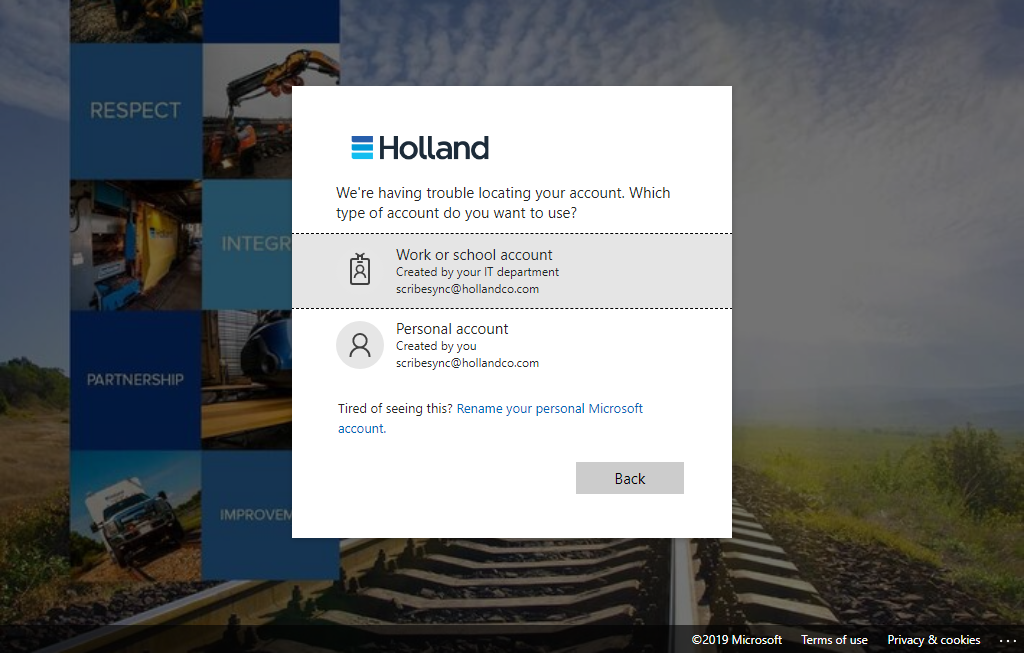 RESPECT
INTEGR
PARTNERSHIP
IMPROVEM
Holland
We're having trouble locating your account. Which
type of account do you want to use?
Work or school account
Created by your IT department
scribesync@hollandco.com
Personal account
Created by you
scribesync@hollandco.com
Tired of seeing this? Rename your personal Microsoft
account.
Back
©2019 Microsoft Terms of use Privacy & cookies ...